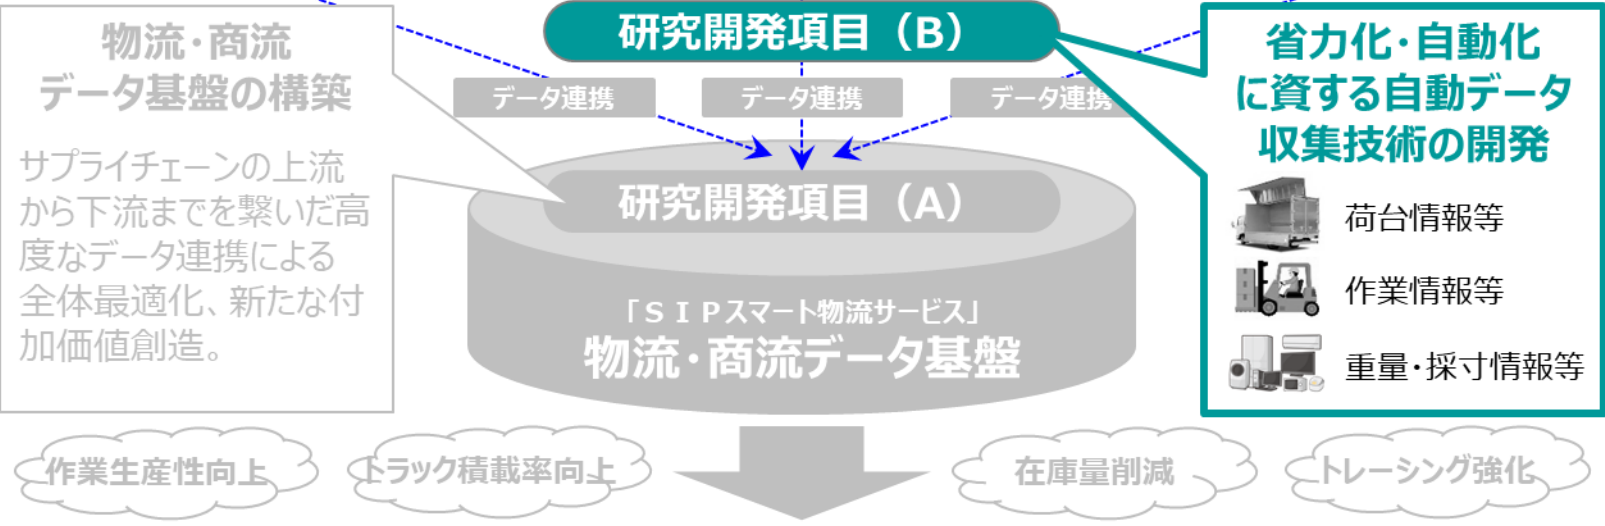 物流・商流
データ基盤の構築
サプライチェーンの上流
から下流までを繋いだ高
度なデータ連携による
全体最適化、新たな付
加価値創造。
研究開発項目（B）
データ連携
データ連携
データ連携
研究開発項目（A）
「ＳＩＰスマート物流サービス」
物流・商流データ基盤
省力化・自動化
に資する自動データ
収集技術の開発
荷台情報等
作業情報等
重量・採寸情報等
作業生産性向上
トラック積載率向上
在庫量削減
トレーシング強化